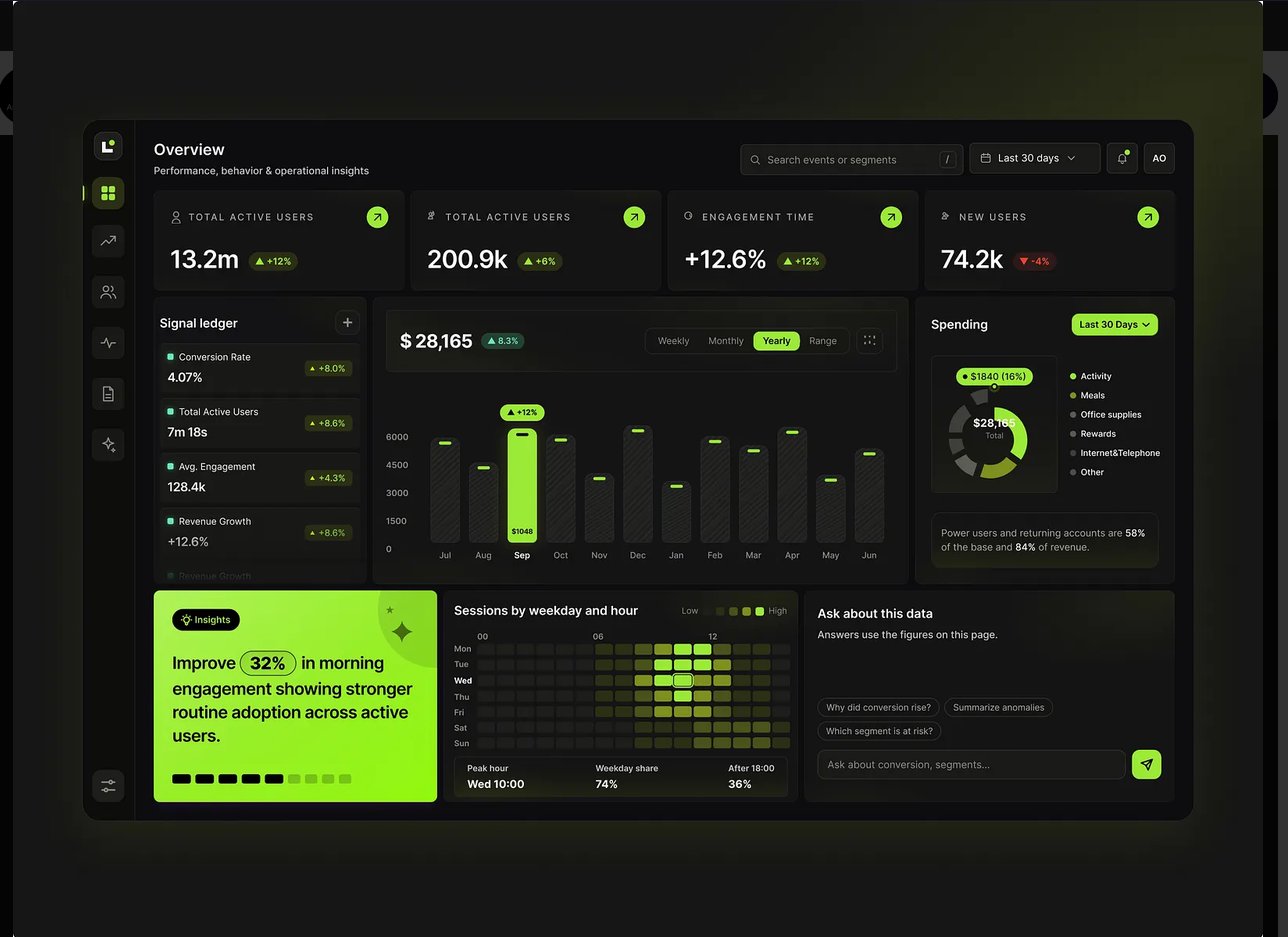 Overview
Performance, behavior & operational insights
Search events or segments
/
Last 30 days
AO
TOTAL ACTIVE USERS
13.2m
+12%
TOTAL ACTIVE USERS
200.9k
+6%
ENGAGEMENT TIME
+12.6%
+12%
NEW USERS
74.2k
-4%
Signal ledger
Conversion Rate
4.07%
+8.0%
Total Active Users
7m 18s
+8.6%
Avg. Engagement
128.4k
+4.3%
Revenue Growth
+12.6%
+8.6%
Revenue Growth
$ 28,165
8.3%
Weekly
Monthly
Yearly
Range
+12%
6000
4500
3000
1500
0
$1048
Jul
Aug
Sep
Oct
Nov
Dec
Jan
Feb
Mar
Apr
May
Jun
Spending
Last 30 Days
$1840 (16%)
$28,165
Total
Activity
Meals
Office supplies
Rewards
Internet&Telephone
Other
Power users and returning accounts are 58%
of the base and 84% of revenue.
Insights
Improve 32% in morning
engagement showing stronger
routine adoption across active
users.
Sessions by weekday and hour
Low
High
00
06
12
Mon
Tue
Wed
Thu
Fri
Sat
Sun
Peak hour
Wed 10:00
Weekday share
74%
After 18:00
36%
Ask about this data
Answers use the figures on this page.
Why did conversion rise?
Summarize anomalies
Which segment is at risk?
Ask about conversion, segments...